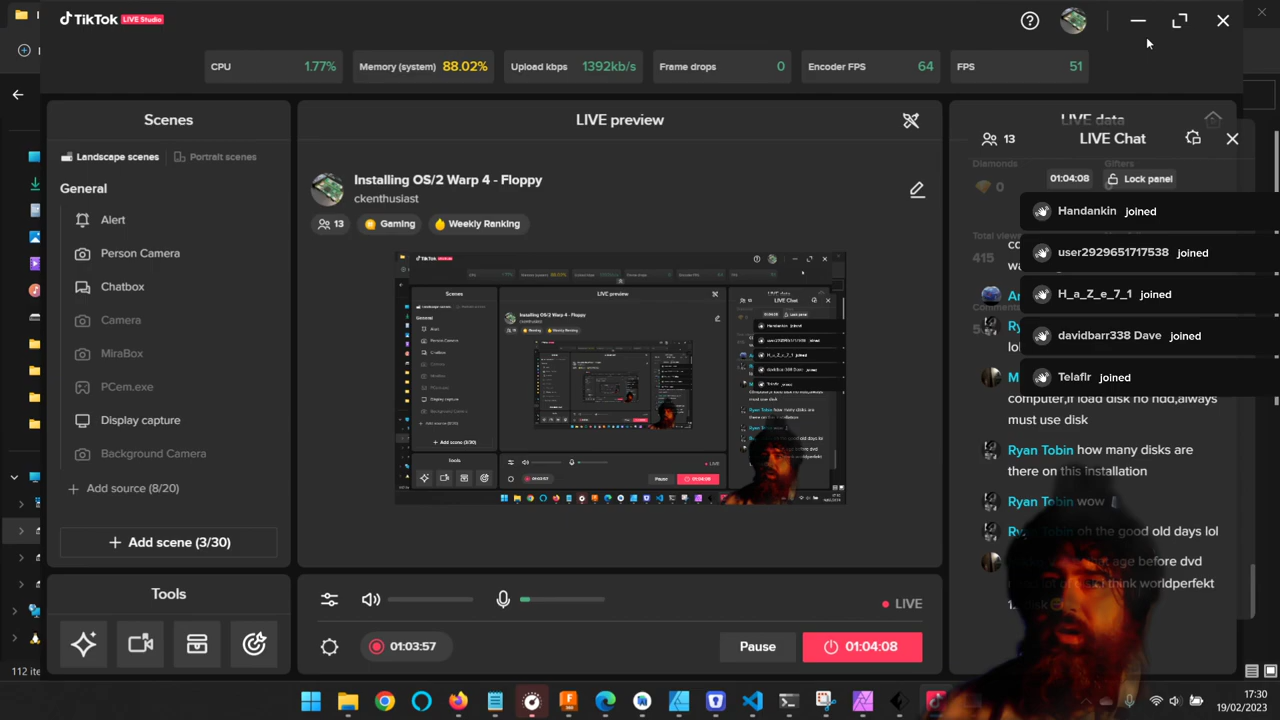 TikTok LIVE Studio
CPU 1.77%
Memory (system) 88.02%
Upload kbps 1392kb/s
Frame drops 0
Encoder FPS 64
FPS 51
Scenes
Landscape scenes
Portrait scenes
General
Alert
Person Camera
Chatbox
Camera
MiraBox
PCem.exe
Display capture
Background Camera
Add source (8/20)
Add scene (3/30)
Tools
LIVE preview
Installing OS/2 Warp 4 - Floppy
ckenthusiast
13
Gaming
Weekly Ranking
LIVE
01:03:57
Pause
01:04:08
LIVE data
13
LIVE Chat
Diamonds
Gifters
0
01:04:08
Lock panel
Handankin joined
user2929651717538 joined
H_a_Z_e_7_1 joined
davidbarr338 Dave joined
Telaflr joined
415
computer,if load disk no hdd,always
must use disk
Ryan Tobin how many disks are
there on this installation
Ryan Tobin wow
Ryan Tobin oh the good old days lol
age before dvd
think worldperfekt
112 ite
17:30
19/02/2023